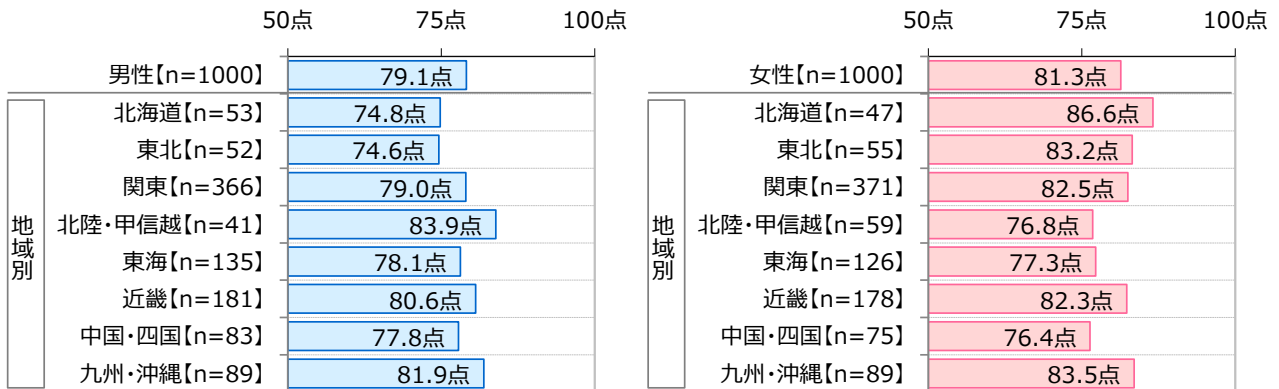 50点 75点 100点
男性【n=1000】 79.1点
地域別
北海道【n=53】 74.8点
東北【n=52】 74.6点
関東【n=366】 79.0点
北陸・甲信越【n=41】 83.9点
東海【n=135】 78.1点
近畿【n=181】 80.6点
中国・四国【n=83】 77.8点
九州・沖縄【n=89】 81.9点
50点 75点 100点
女性【n=1000】 81.3点
地域別
北海道【n=47】 86.6点
東北【n=55】 83.2点
関東【n=371】 82.5点
北陸・甲信越【n=59】 76.8点
東海【n=126】 77.3点
近畿【n=178】 82.3点
中国・四国【n=75】 76.4点
九州・沖縄【n=89】 83.5点